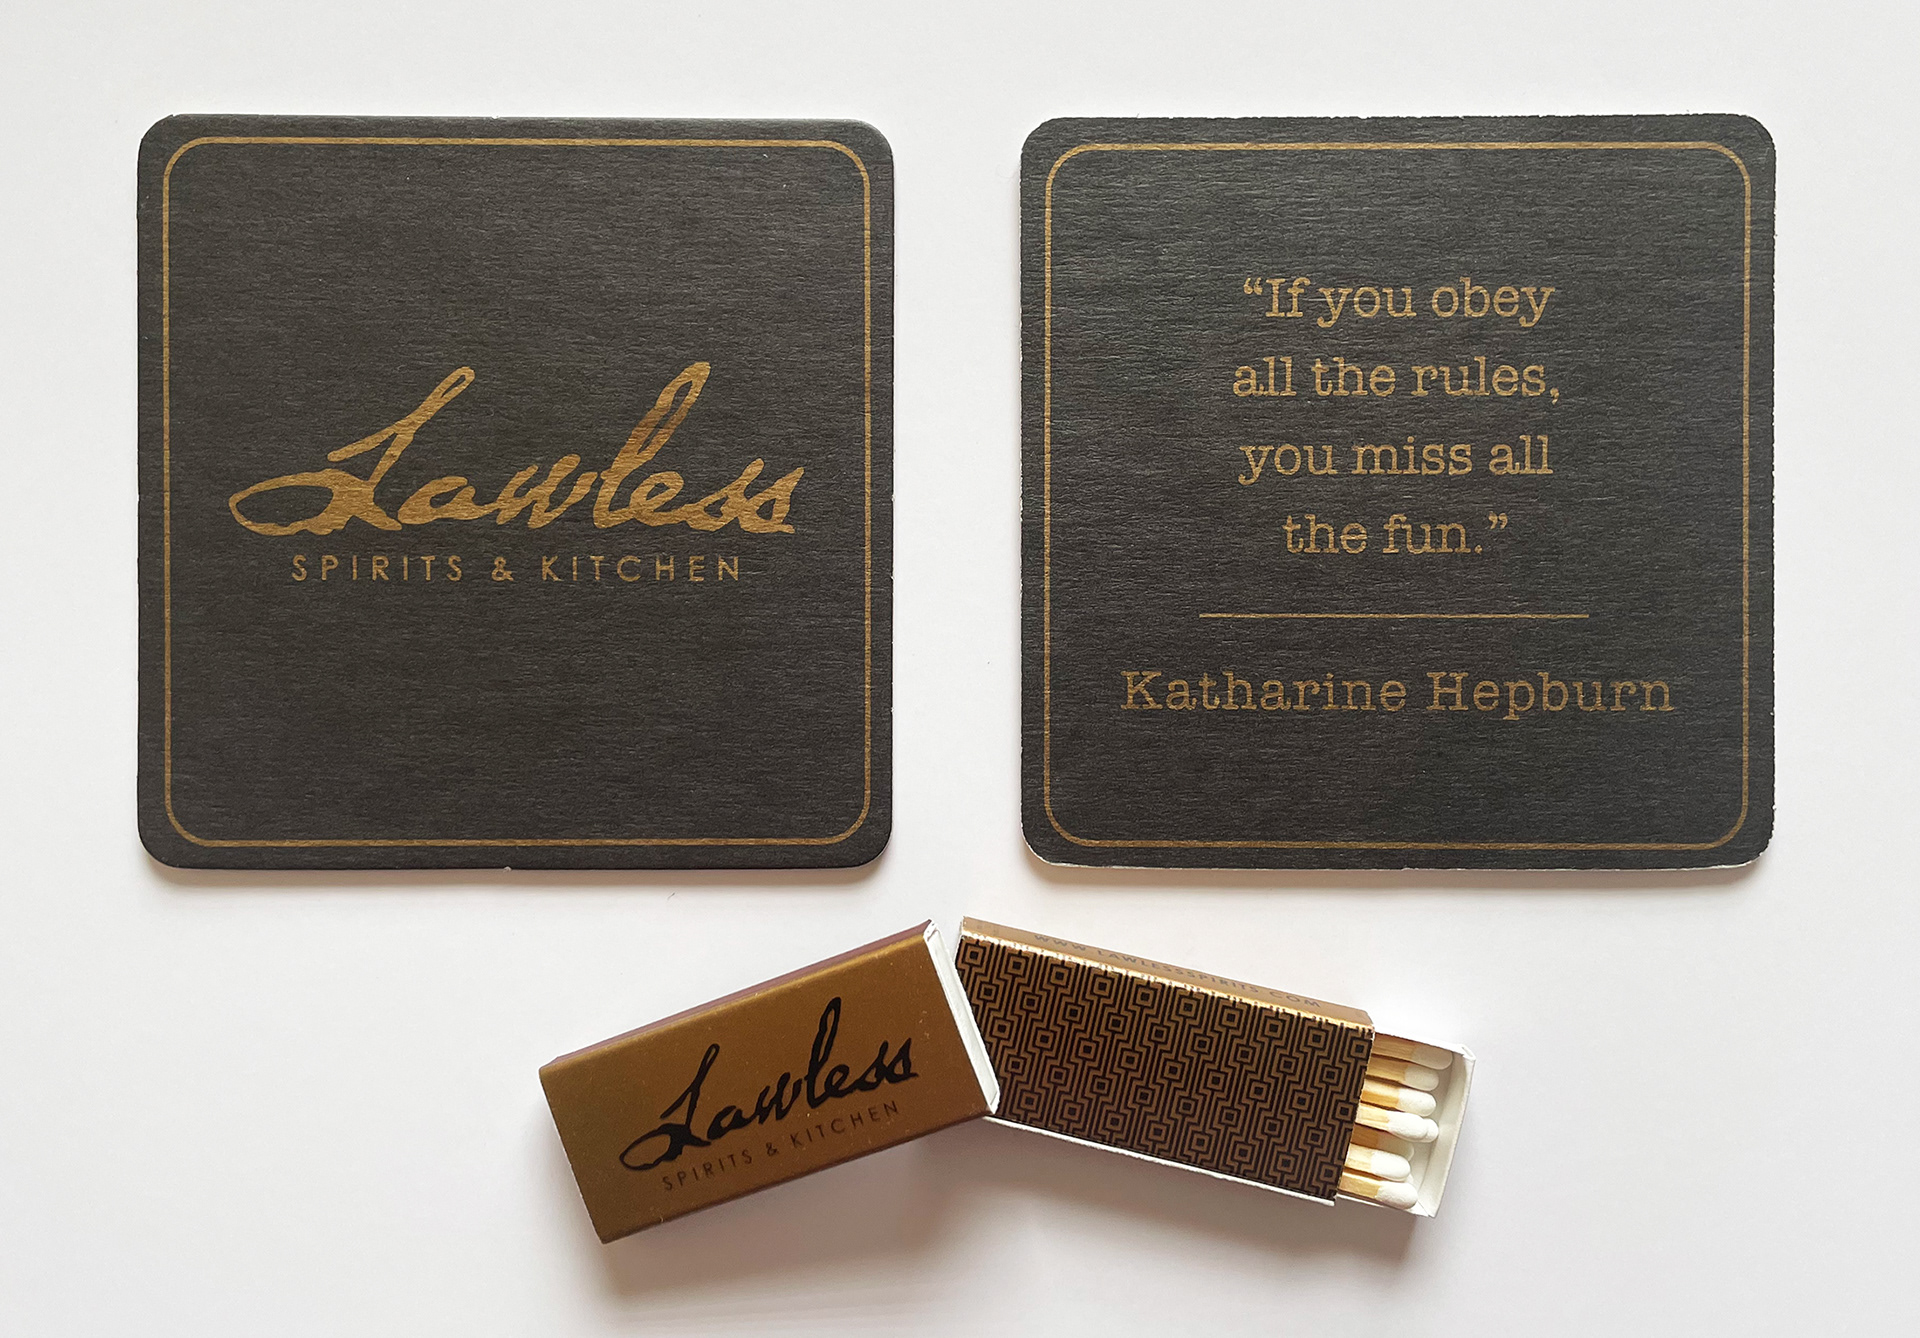 Lawless
SPIRITS & KITCHEN
“If you obey
all the rules,
you miss all
the fun.”
Katharine Hepburn
Lawless
SPIRITS & KITCHEN
WWW.LAWLESSSPIRITS.COM